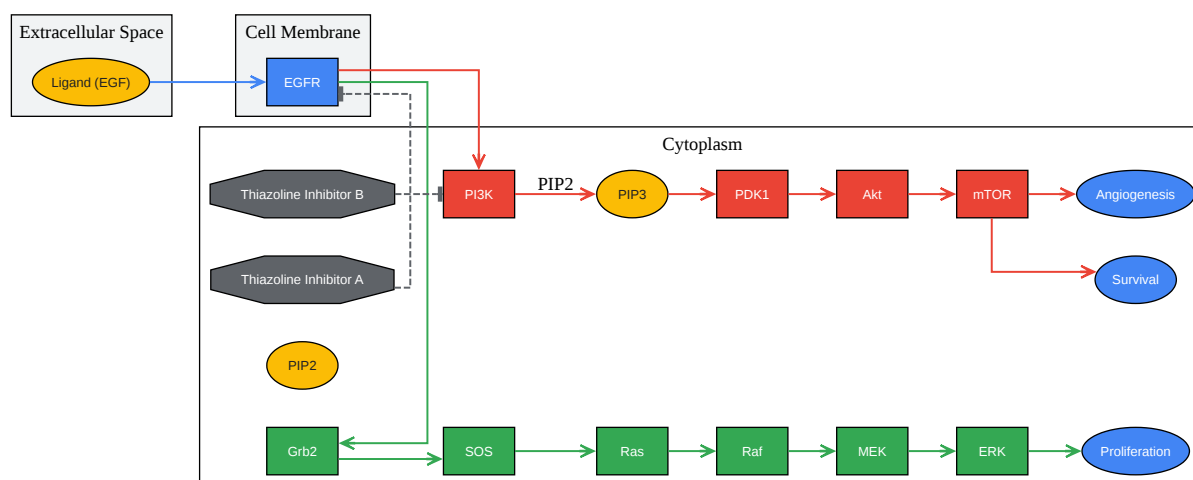 Extracellular Space
Cell Membrane
Ligand (EGF)
EGFR
Cytoplasm
Thiazoline Inhibitor B
PI3K
PIP2
PIP3
PDK1
Akt
mTOR
Angiogenesis
Thiazoline Inhibitor A
Survival
PIP2
Grb2
SOS
Ras
Raf
MEK
ERK
Proliferation